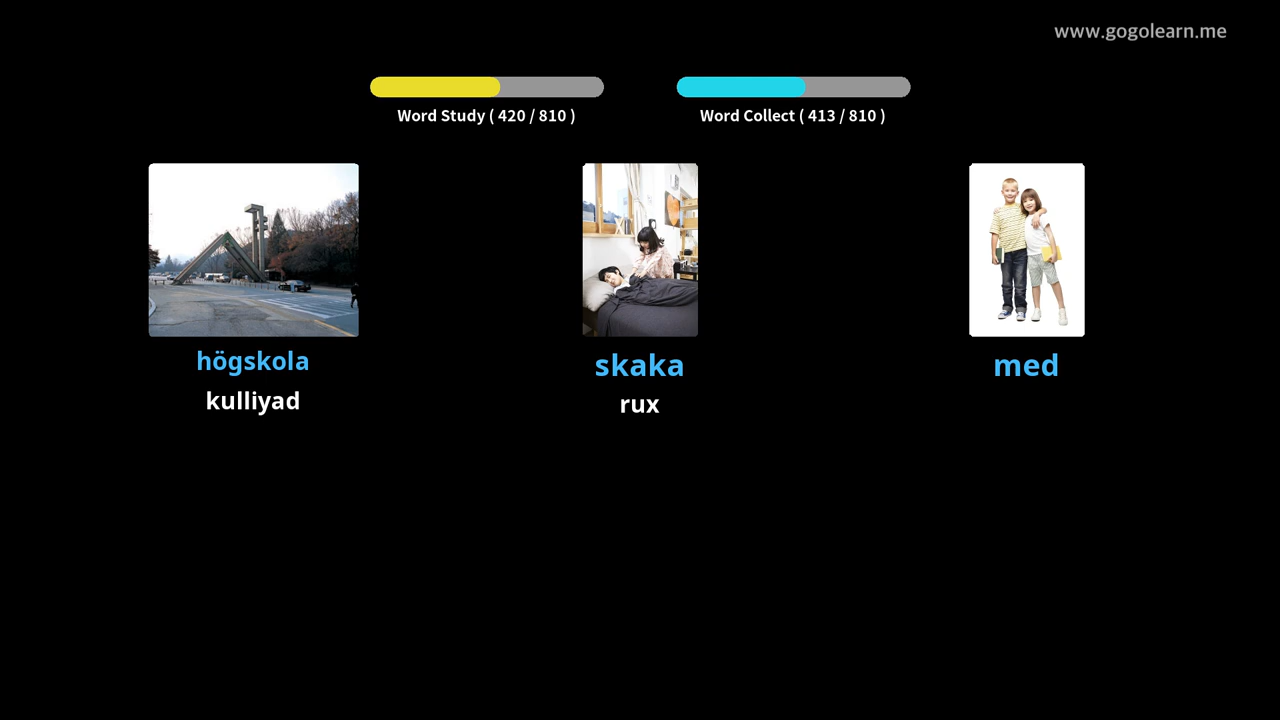 www.gogolearn.me
Word Study ( 420 / 810 )
Word Collect ( 413 / 810 )
högskola
kulliyad
skaka
rux
med